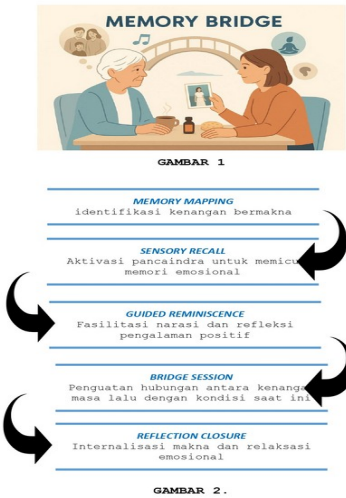 MEMORY BRIDGE
GAMBAR 1
MEMORY MAPPING
identifikasi kenangan bermakna
SENSORY RECALL
Aktivasi pancaindra untuk memicu
memori emosional
GUIDED REMINISCENCE
Fasilitasi narasi dan refleksi
pengalaman positif
BRIDGE SESSION
Penguatan hubungan antara
masa lalu dengan kondisi saat ini
REFLECTION CLOSURE
Internalisasi makna dan relaksasi
emosional
GAMBAR 2.